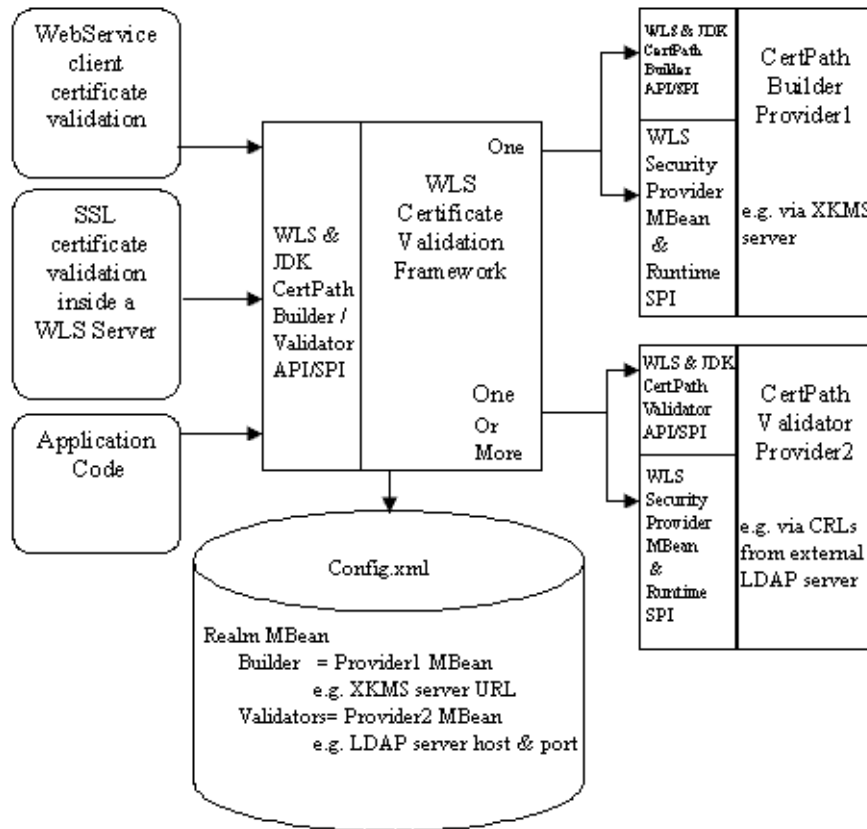 WebService
client
certificate
validation
SSL
certificate
validation
inside a
WLS Server
Application
Code
WLS &
JDK
CertPath
Builder /
Validator
API/SPI
One
WLS
Certificate
Validation
Framework
One
Or
More
WLS & JDK
CertPath
Builder
API/SPI
WLS
Security
Provider
MBean
&
Runtime
SPI
CertPath
Builder
Provider1
e.g. via XKMS
server
WLS & JDK
CertPath
Validator
API/SPI
WLS
Security
Provider
MBean
&
Runtime
SPI
CertPath
Validator
Provider2
e.g. via CRLs
from external
LDAP server
Config.xml
Realm MBean
Builder = Provider1 MBean
e.g. XKMS server URL
Validators= Provider2 MBean
e.g. LDAP server host & port